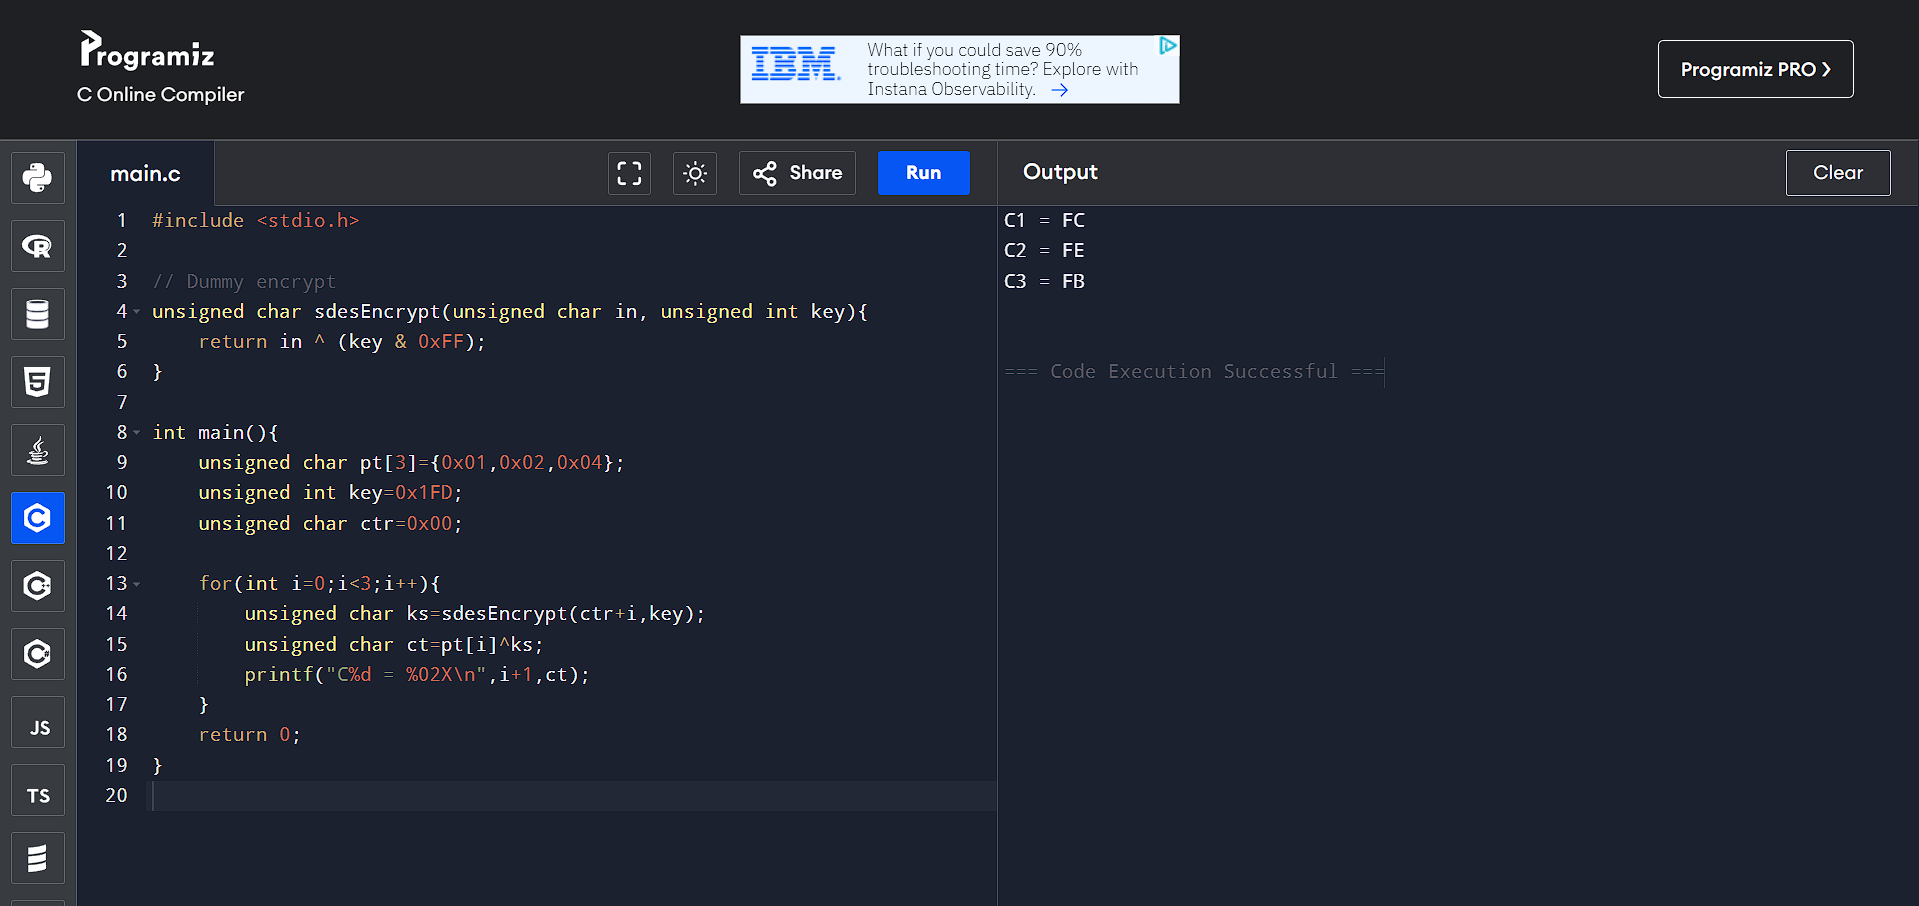 Programiz
C Online Compiler
IBM.
What if you could save 90%
troubleshooting time? Explore with
Instana Observability. →
Programiz PRO ❯
main.c
Share
Run
Output
Clear
1 #include <stdio.h>
2
3 // Dummy encrypt
4 unsigned char sdesEncrypt(unsigned char in, unsigned int key){
5     return in ^ (key & 0xFF);
6 }
7
8 int main(){
9     unsigned char pt[3]={0x01,0x02,0x04};
10     unsigned int key=0x1FD;
11     unsigned char ctr=0x00;
12
13     for(int i=0;i<3;i++){
14         unsigned char ks=sdesEncrypt(ctr+i,key);
15         unsigned char ct=pt[i]^ks;
16         printf("C%d = %02X\n",i+1,ct);
17     }
18     return 0;
19 }
20
C1 = FC
C2 = FE
C3 = FB
=== Code Execution Successful ===
R
5
C
C++
C#
JS
TS